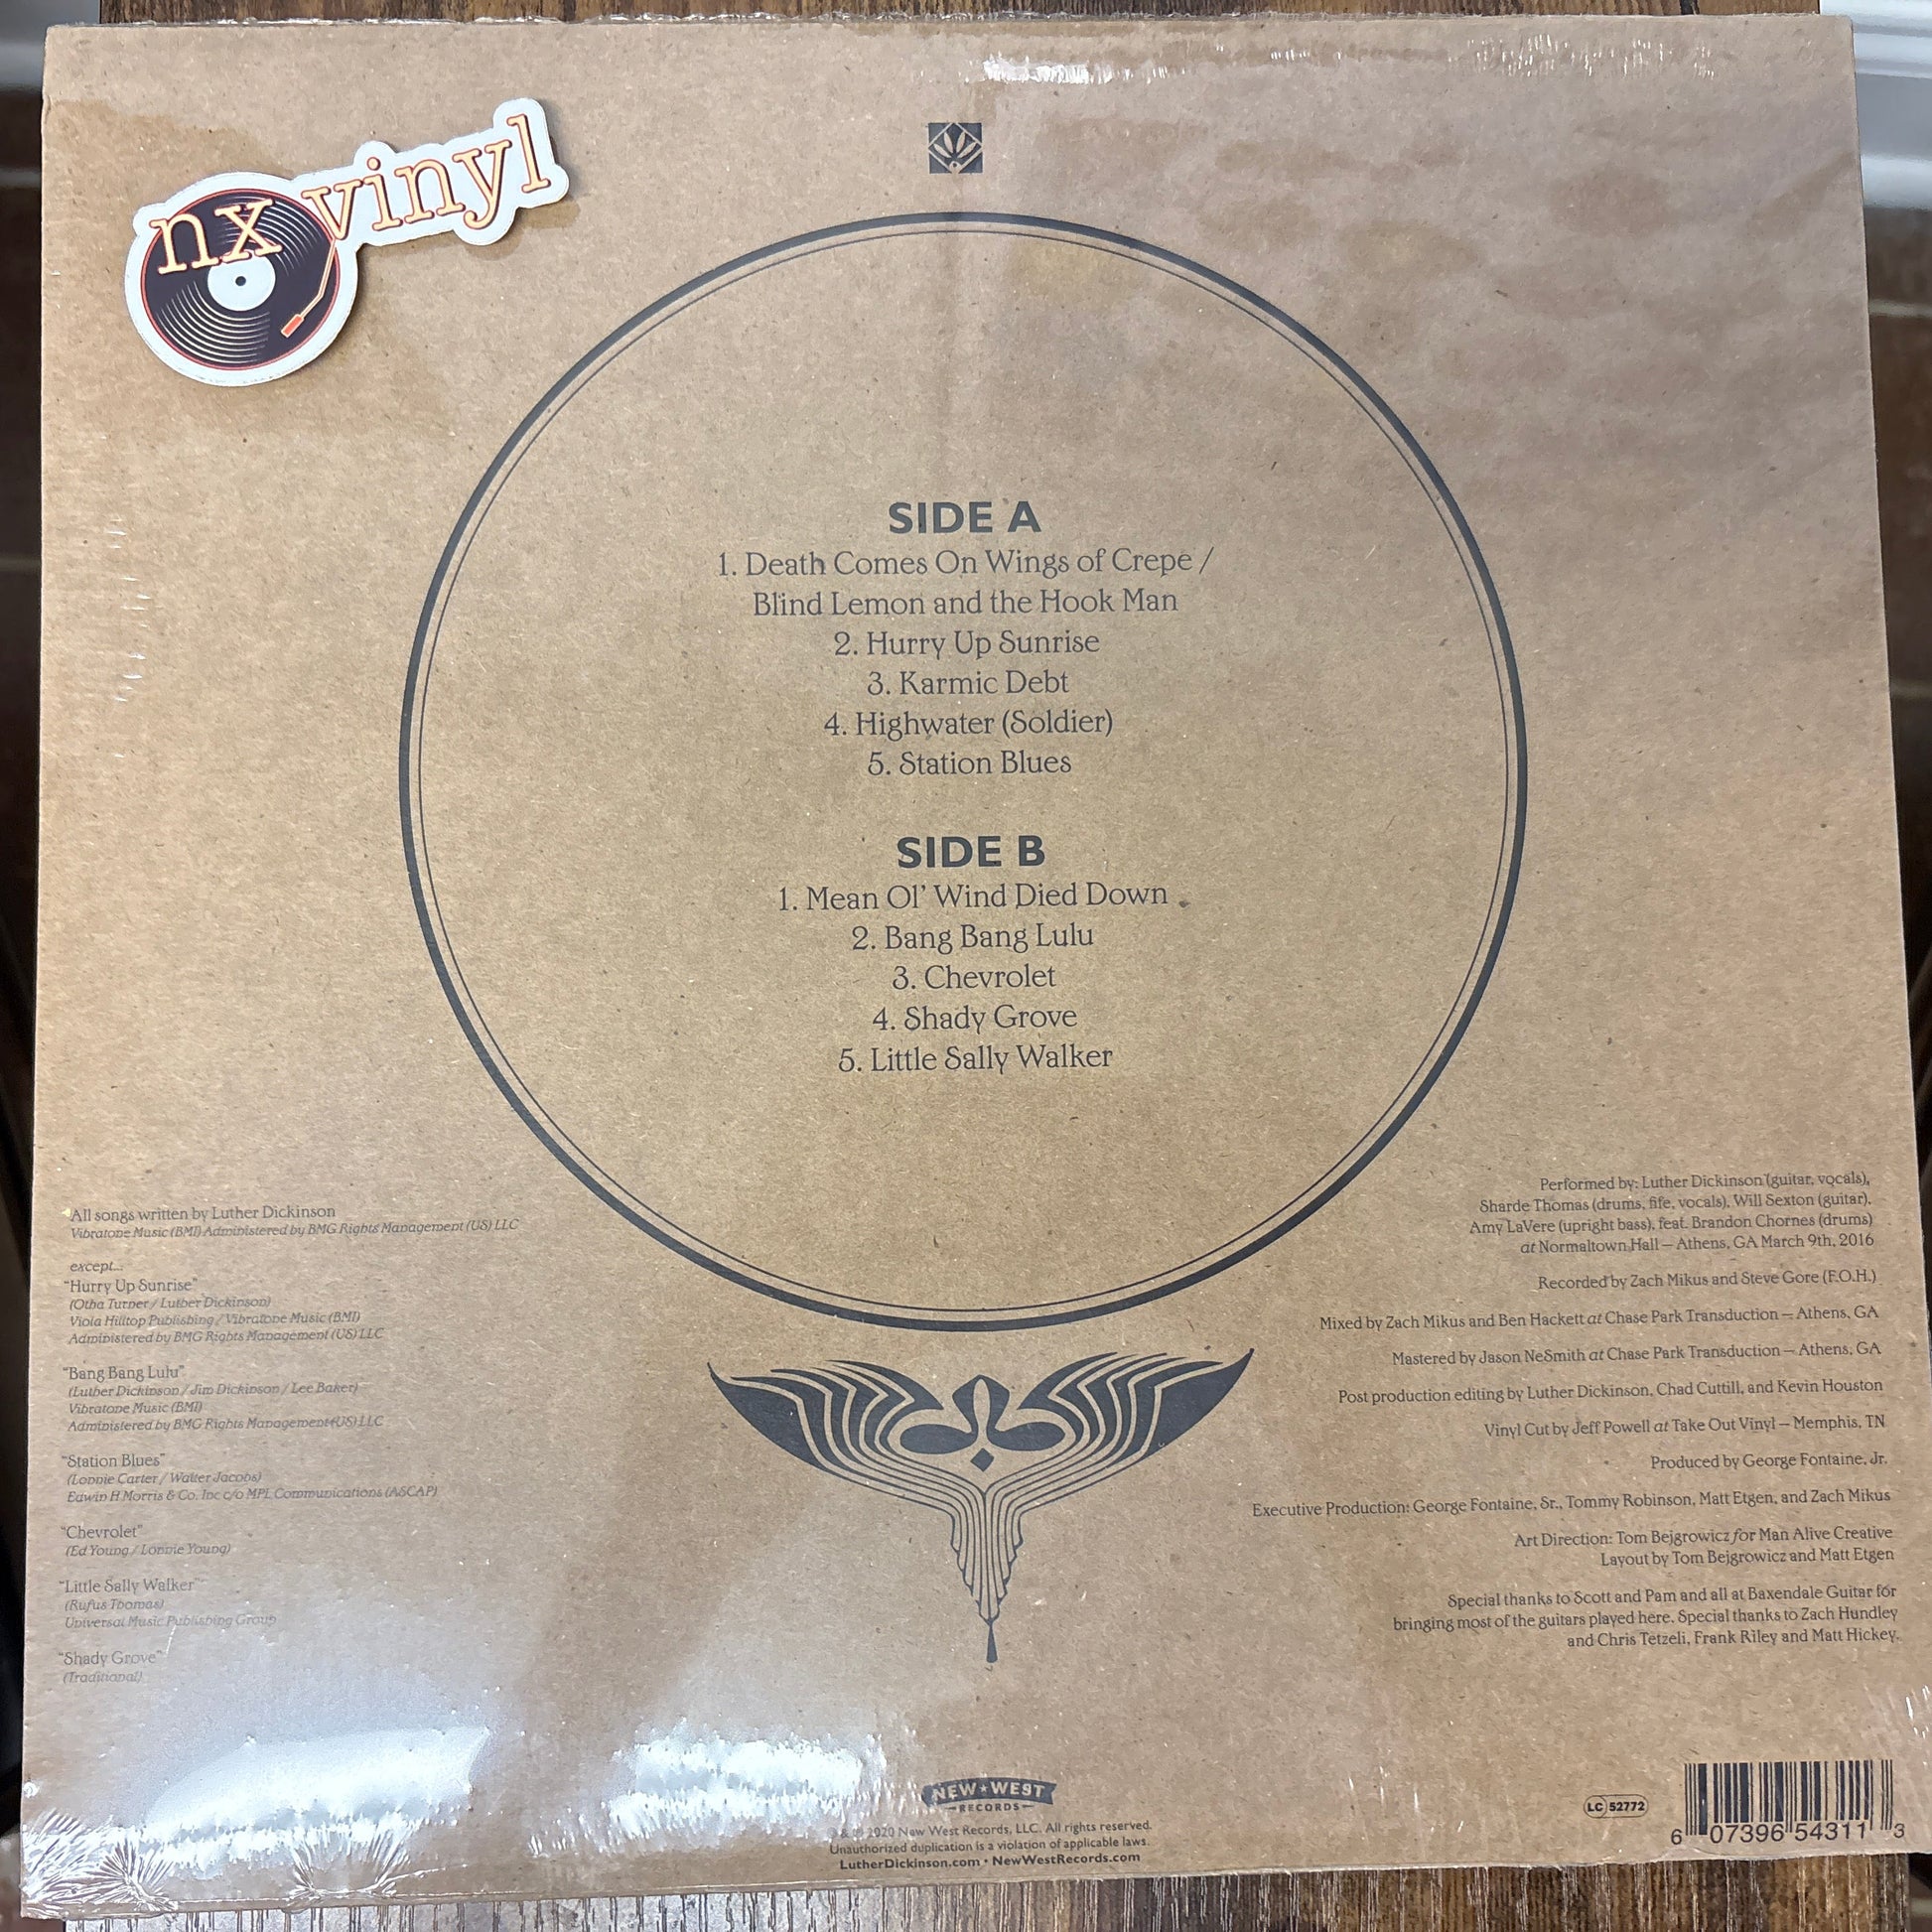 nx vinyl
SIDE A
1. Death Comes On Wings of Crepe /
Blind Lemon and the Hook Man
2. Hurry Up Sunrise
3. Karmic Debt
4. Highwater (Soldier)
5. Station Blues
SIDE B
1. Mean Ol' Wind Died Down
2. Bang Bang Lulu
3. Chevrolet
4. Shady Grove
5. Little Sally Walker
All songs written by Luther Dickinson
Vibratone Music (BMI) Administered by BMG Rights Management (US) LLC
except...
"Hurry Up Sunrise"
(Otha Turner / Luther Dickinson)
Viola Hilltop Publishing / Vibratone Music (BMI)
Administered by BMG Rights Management (US) LLC
"Bang Bang Lulu"
(Luther Dickinson / Jim Dickinson / Lee Baker)
Vibratone Music (BMI)
Administered by BMG Rights Management (US) LLC
"Station Blues"
(Lonnie Carter / Walter Jacobs)
Edwin H Morris & Co. Inc c/o MPL Communications (ASCAP)
"Chevrolet"
(Ed Young / Lonnie Young)
"Little Sally Walker"
(Rufus Thomas)
Universal Music Publishing Group
"Shady Grove"
(Traditional)
Performed by: Luther Dickinson (guitar, vocals),
Sharde Thomas (drums, fife, vocals), Will Sexton (guitar),
Amy LaVere (upright bass), feat. Brandon Chornes (drums)
at Normaltown Hall – Athens, GA March 9th, 2016
Recorded by Zach Mikus and Steve Gore (F.O.H.)
Mixed by Zach Mikus and Ben Hackett at Chase Park Transduction – Athens, GA
Mastered by Jason NeSmith at Chase Park Transduction – Athens, GA
Post production editing by Luther Dickinson, Chad Cuttill, and Kevin Houston
Vinyl Cut by Jeff Powell at Take Out Vinyl – Memphis, TN
Produced by George Fontaine, Jr.
Executive Production: George Fontaine, Sr., Tommy Robinson, Matt Etgen, and Zach Mikus
Art Direction: Tom Bejgrowicz for Man Alive Creative
Layout by Tom Bejgrowicz and Matt Etgen
Special thanks to Scott and Pam and all at Baxendale Guitar for
bringing most of the guitars played here. Special thanks to Zach Hundley
and Chris Tetzeli, Frank Riley and Matt Hickey.
NEW ★ WEST
RECORDS
& © 2020 New West Records, LLC. All rights reserved.
Unauthorized duplication is a violation of applicable laws.
LutherDickinson.com • NewWestRecords.com
LC 52772
6 07396 54311 3